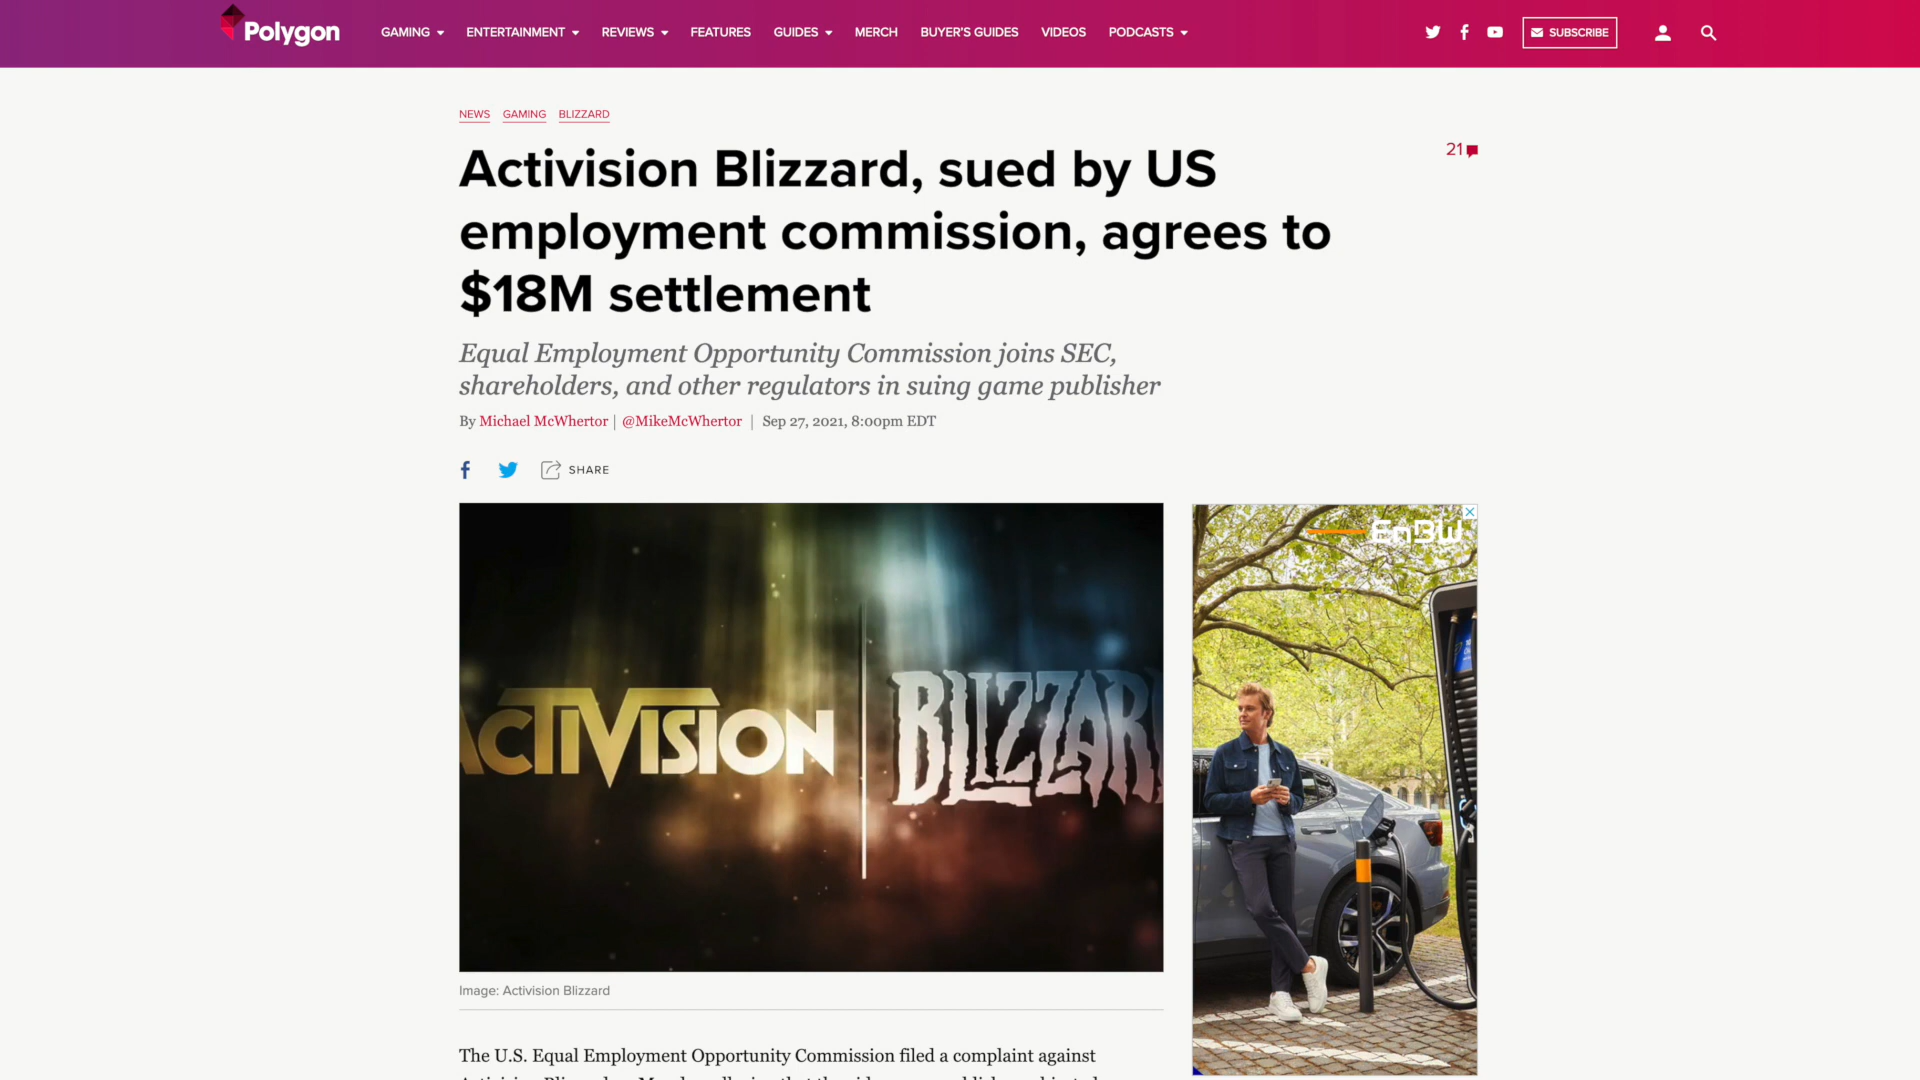 Polygon
GAMING
ENTERTAINMENT
REVIEWS
FEATURES
GUIDES
MERCH
BUYER'S GUIDES
VIDEOS
PODCASTS
SUBSCRIBE
NEWS GAMING BLIZZARD
Activision Blizzard, sued by US
employment commission, agrees to
$18M settlement
21
Equal Employment Opportunity Commission joins SEC,
shareholders, and other regulators in suing game publisher
By Michael McWhertor | @MikeMcWhertor | Sep 27, 2021, 8:00pm EDT
SHARE
ACTIVISION
BLIZZARD
EnBW
Image: Activision Blizzard
The U.S. Equal Employment Opportunity Commission filed a complaint against